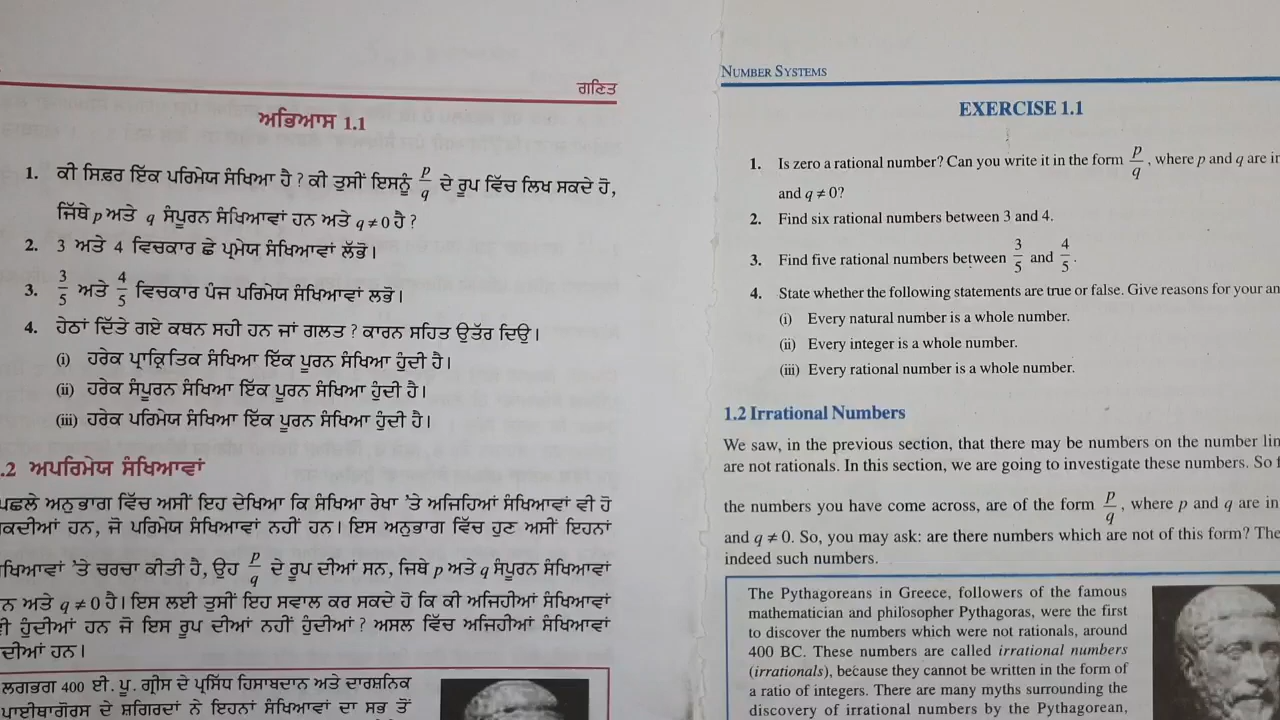 ਗਣਿਤ
ਅਭਿਆਸ 1.1
1. ਕੀ ਸਿਫ਼ਰ ਇੱਕ ਪਰਿਮੇਯ ਸੰਖਿਆ ਹੈ ? ਕੀ ਤੁਸੀਂ ਇਸਨੂੰ p/q ਦੇ ਰੂਪ ਵਿੱਚ ਲਿਖ ਸਕਦੇ ਹੋ,
ਜਿੱਥੇ p ਅਤੇ q ਸੰਪੂਰਨ ਸੰਖਿਆਵਾਂ ਹਨ ਅਤੇ q ≠ 0 ਹੈ ?
2. 3 ਅਤੇ 4 ਵਿਚਕਾਰ ਛੇ ਪ੍ਰਮੇਯ ਸੰਖਿਆਵਾਂ ਲੱਭੋ।
3. 3/5 ਅਤੇ 4/5 ਵਿਚਕਾਰ ਪੰਜ ਪਰਿਮੇਯ ਸੰਖਿਆਵਾਂ ਲਭੋ।
4. ਹੇਠਾਂ ਦਿੱਤੇ ਗਏ ਕਥਨ ਸਹੀ ਹਨ ਜਾਂ ਗਲਤ ? ਕਾਰਨ ਸਹਿਤ ਉਤੱਰ ਦਿਉ।
(i) ਹਰੇਕ ਪ੍ਰਾਕ੍ਰਿਤਿਕ ਸੰਖਿਆ ਇੱਕ ਪੂਰਨ ਸੰਖਿਆ ਹੁੰਦੀ ਹੈ।
(ii) ਹਰੇਕ ਸੰਪੂਰਨ ਸੰਖਿਆ ਇੱਕ ਪੂਰਨ ਸੰਖਿਆ ਹੁੰਦੀ ਹੈ।
(iii) ਹਰੇਕ ਪਰਿਮੇਯ ਸੰਖਿਆ ਇੱਕ ਪੂਰਨ ਸੰਖਿਆ ਹੁੰਦੀ ਹੈ।
.2 ਅਪਰਿਮੇਯ ਸੰਖਿਆਵਾਂ
ਪਛਲੇ ਅਨੁਭਾਗ ਵਿੱਚ ਅਸੀਂ ਇਹ ਦੇਖਿਆ ਕਿ ਸੰਖਿਆ ਰੇਖਾ 'ਤੇ ਅਜਿਹਿਆਂ ਸੰਖਿਆਵਾਂ ਵੀ ਹੋ
ਕਦੀਆਂ ਹਨ, ਜੋ ਪਰਿਮੇਯ ਸੰਖਿਆਵਾਂ ਨਹੀਂ ਹਨ। ਇਸ ਅਨੁਭਾਗ ਵਿੱਚ ਹੁਣ ਅਸੀਂ ਇਹਨਾਂ
ਖਿਆਵਾਂ 'ਤੇ ਚਰਚਾ ਕੀਤੀ ਹੈ, ਉਹ p/q ਦੇ ਰੂਪ ਦੀਆਂ ਸਨ, ਜਿਥੇ p ਅਤੇ q ਸੰਪੂਰਨ ਸੰਖਿਆਵਾਂ
ਨ ਅਤੇ q ≠ 0 ਹੈ। ਇਸ ਲਈ ਤੁਸੀਂ ਇਹ ਸਵਾਲ ਕਰ ਸਕਦੇ ਹੋ ਕਿ ਕੀ ਅਜਿਹੀਆਂ ਸੰਖਿਆਵਾਂ
ੀ ਹੁੰਦੀਆਂ ਹਨ ਜੋ ਇਸ ਰੂਪ ਦੀਆਂ ਨਹੀਂ ਹੁੰਦੀਆਂ ? ਅਸਲ ਵਿੱਚ ਅਜਿਹੀਆਂ ਸੰਖਿਆਵਾਂ
ਦੀਆਂ ਹਨ।
ਲਗਭਗ 400 ਈ. ਪੂ. ਗ੍ਰੀਸ ਦੇ ਪ੍ਰਸਿੱਧ ਹਿਸਾਬਦਾਨ ਅਤੇ ਦਾਰਸ਼ਨਿਕ
ਪਾਈਥਾਗੋਰਸ ਦੇ ਸ਼ਗਿਰਦਾਂ ਨੇ ਇਹਨਾਂ ਸੰਖਿਆਵਾਂ ਦਾ ਸਭ ਤੋਂ
NUMBER SYSTEMS
EXERCISE 1.1
1. Is zero a rational number? Can you write it in the form p/q, where p and q are in
and q ≠ 0?
2. Find six rational numbers between 3 and 4.
3. Find five rational numbers between 3/5 and 4/5.
4. State whether the following statements are true or false. Give reasons for your an
(i) Every natural number is a whole number.
(ii) Every integer is a whole number.
(iii) Every rational number is a whole number.
1.2 Irrational Numbers
We saw, in the previous section, that there may be numbers on the number lin
are not rationals. In this section, we are going to investigate these numbers. So f
the numbers you have come across, are of the form p/q, where p and q are in
and q ≠ 0. So, you may ask: are there numbers which are not of this form? The
indeed such numbers.
The Pythagoreans in Greece, followers of the famous
mathematician and philosopher Pythagoras, were the first
to discover the numbers which were not rationals, around
400 BC. These numbers are called irrational numbers
(irrationals), because they cannot be written in the form of
a ratio of integers. There are many myths surrounding the
discovery of irrational numbers by the Pythagorean,